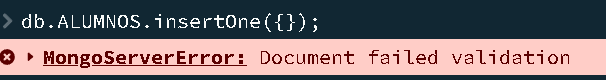 db.ALUMNOS.insertOne({});
MongoServerError: Document failed validation